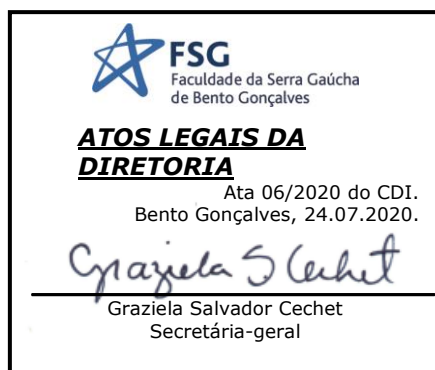 FSG
Faculdade da Serra Gaúcha
de Bento Gonçalves
ATOS LEGAIS DA
DIRETORIA
Ata 06/2020 do CDI.
Bento Gonçalves, 24.07.2020.
Graziela S Cechet
Graziela Salvador Cechet
Secretária-geral